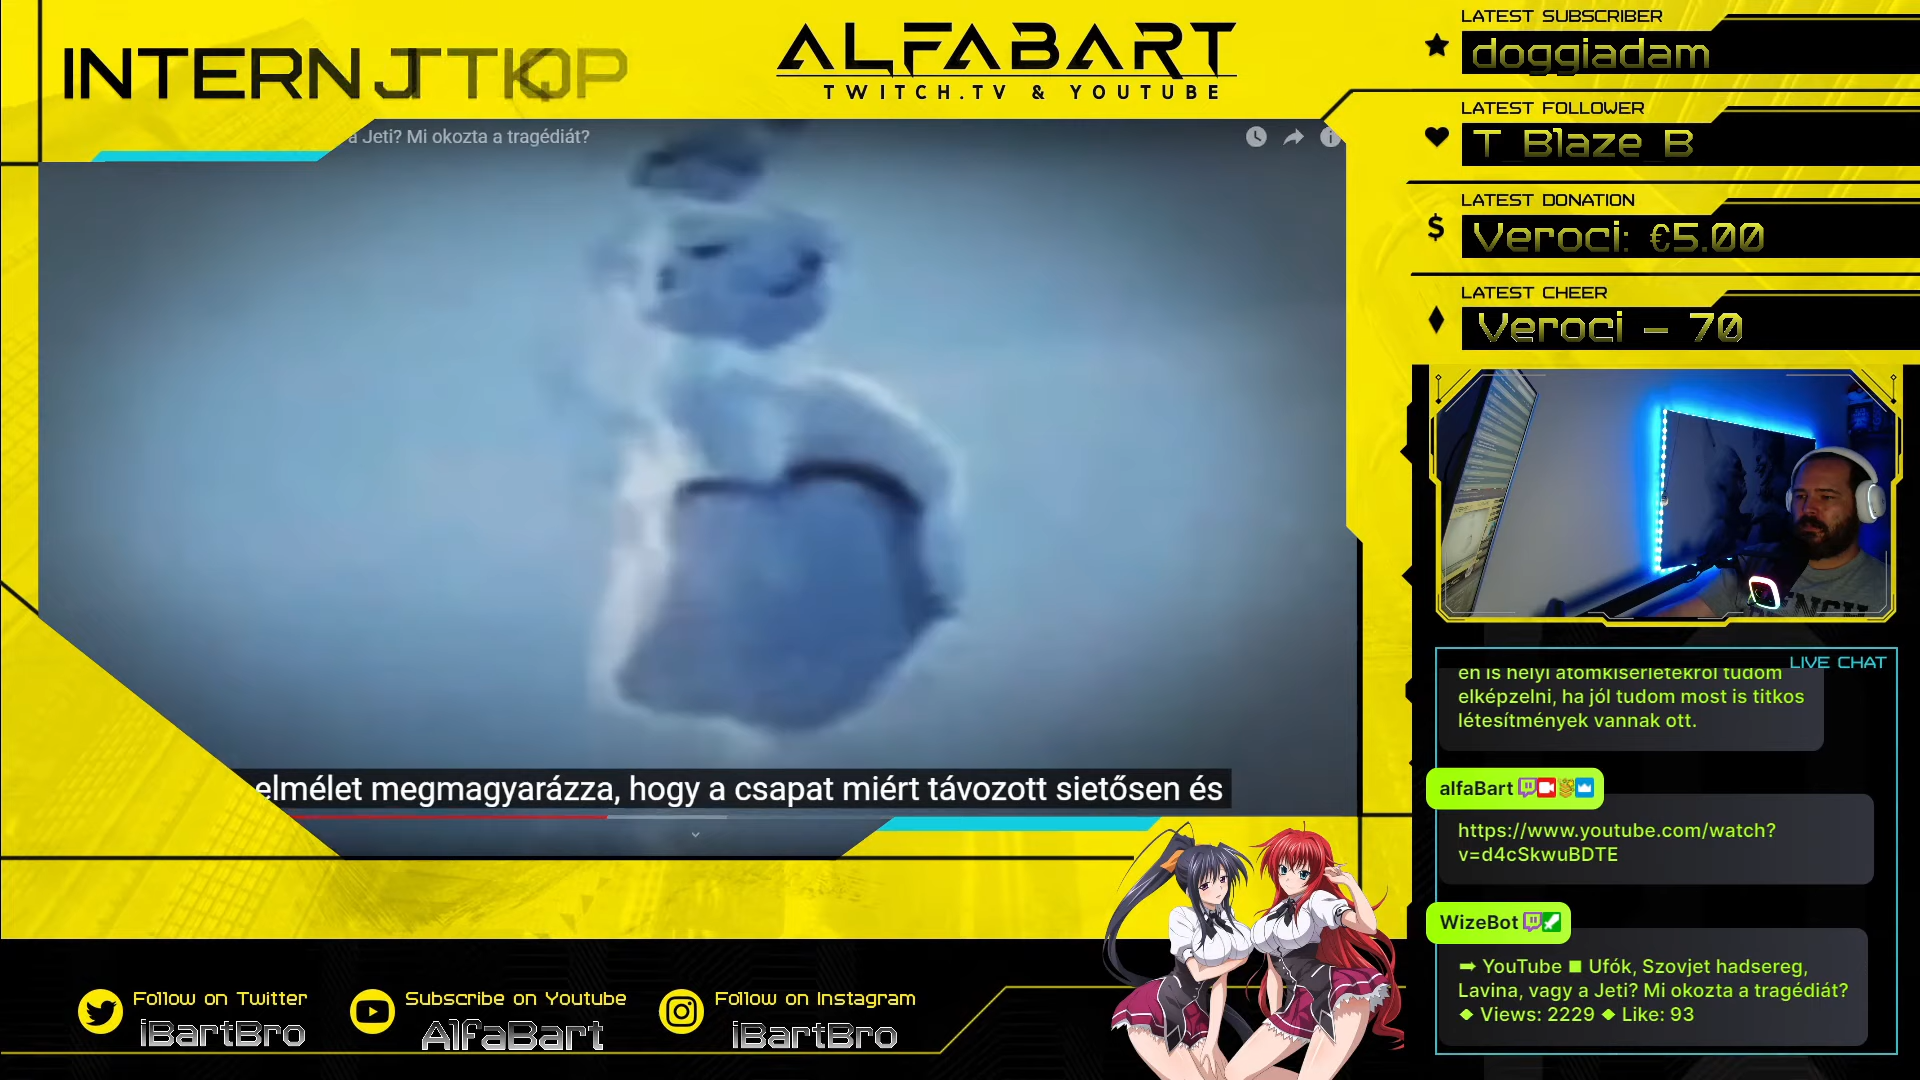 ALFABART
TWITCH.TV & YOUTUBE
a Jeti? Mi okozta a tragédiát?
elmélet megmagyarázza, hogy a csapat miért távozott sietősen és
LATEST SUBSCRIBER
doggiadam
LATEST FOLLOWER
T_Blaze_B
LATEST DONATION
Veroci: €5.00
LATEST CHEER
Veroci - 70
LIVE CHAT
én is helyi atomkísérletekről tudom
elképzelni, ha jól tudom most is titkos
létesítmények vannak ott.
alfaBart
https://www.youtube.com/watch?
v=d4cSkwuBDTE
WizeBot
➡ YouTube ■ Ufók, Szovjet hadsereg,
Lavina, vagy a Jeti? Mi okozta a tragédiát?
◆ Views: 2229 ◆ Like: 93
Follow on Twitter
iBartBro
Subscribe on Youtube
AlfaBart
Follow on Instagram
iBartBro